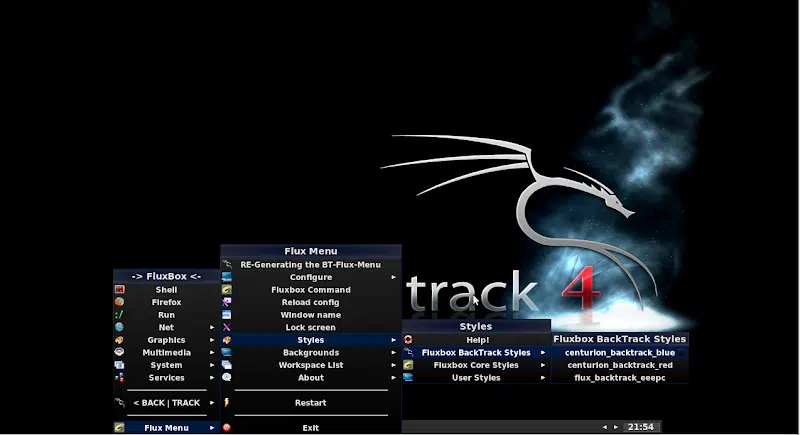 track 4
-> FluxBox <-
Shell
Firefox
Run
Net
Graphics
Multimedia
System
Services
< BACK | TRACK
Flux Menu
Flux Menu
RE-Generating the BT-Flux-Menu
Configure
Fluxbox Command
Reload config
Window name
Lock screen
Styles
Backgrounds
Workspace List
About
Restart
Exit
Styles
Help!
Fluxbox BackTrack Styles
Fluxbox Core Styles
User Styles
Fluxbox BackTrack Styles
centurion_backtrack_blue
centurion_backtrack_red
flux_backtrack_eeepc
21:54